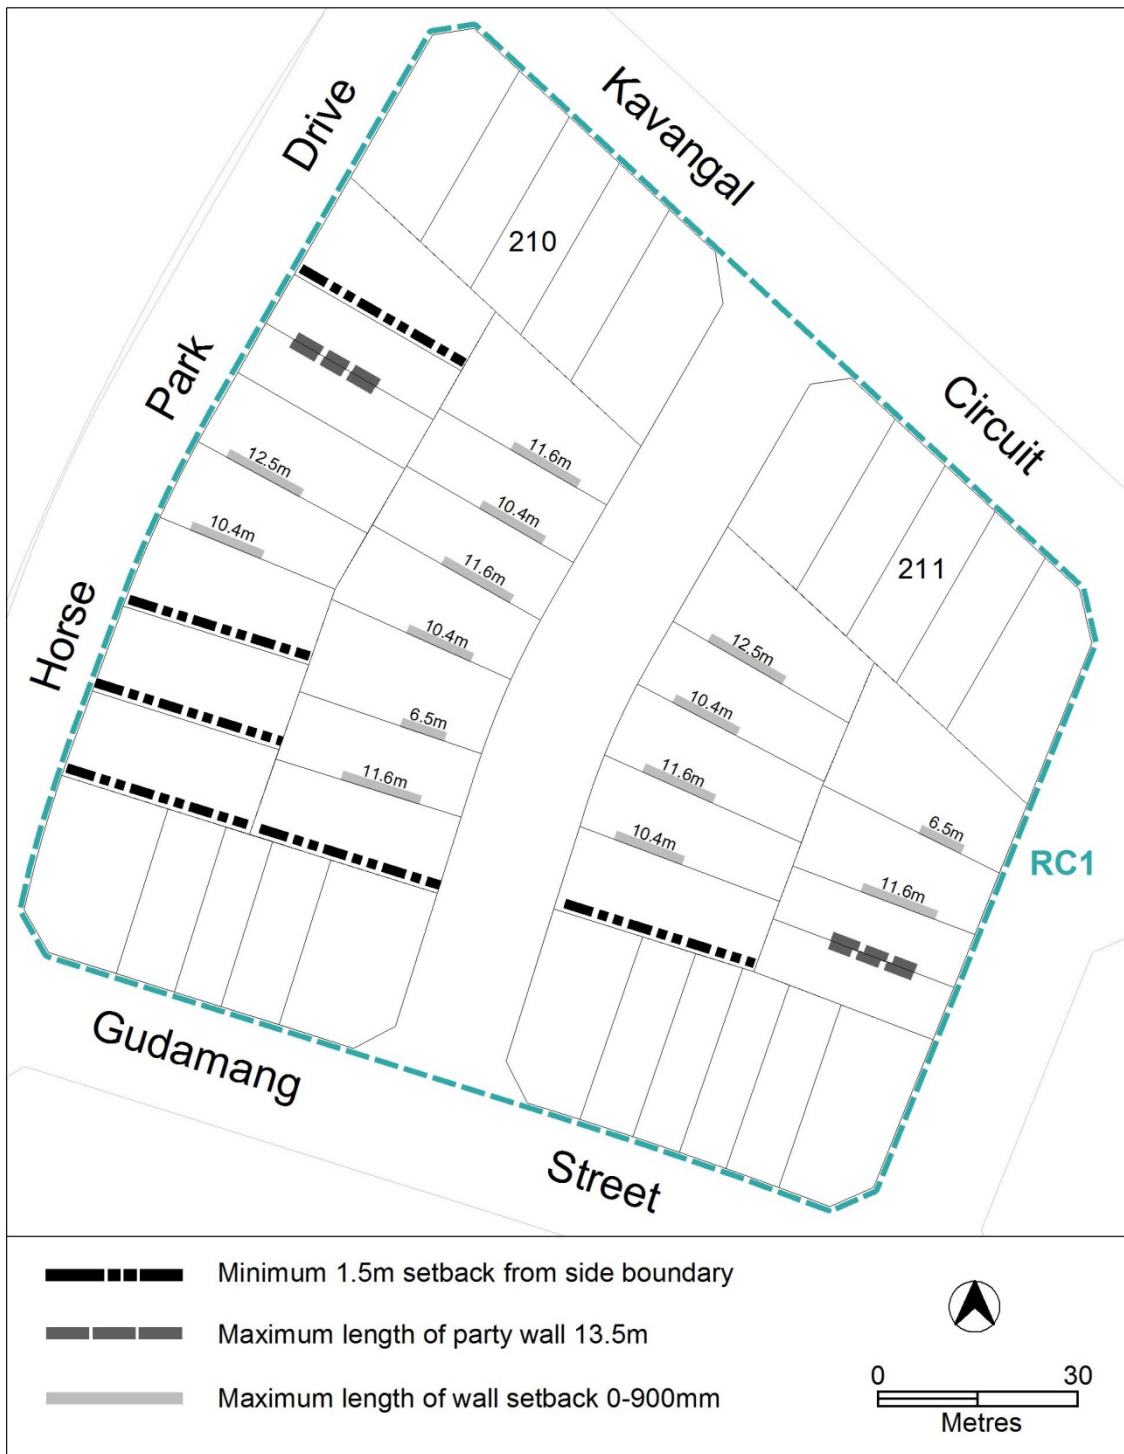 Kavangal
Circuit
Horse
Park
Drive
210
211
11.6m
12.5m
10.4m
10.4m
11.6m
10.4m
12.5m
10.4m
6.5m
11.6m
11.6m
10.4m
6.5m
11.6m
RC1
Gudamang
Street
Minimum 1.5m setback from side boundary
Maximum length of party wall 13.5m
Maximum length of wall setback 0-900mm
0 30
Metres